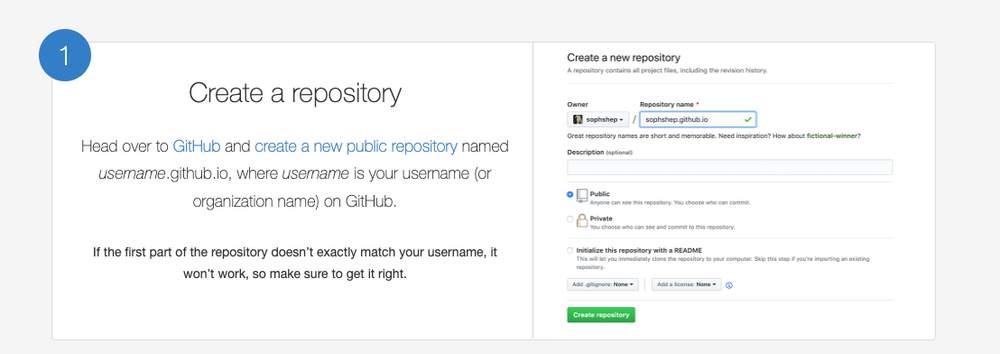 1
Create a repository
Head over to GitHub and create a new public repository named
username.github.io, where username is your username (or
organization name) on GitHub.
If the first part of the repository doesn’t exactly match your username, it
won’t work, so make sure to get it right.
Create a new repository
A repository contains all project files, including the revision history.
Owner
Repository name *
sophshep / sophshep.github.io
Great repository names are short and memorable. Need inspiration? How about fictional-winner?
Description (optional)
Public
Anyone can see this repository. You choose who can commit.
Private
You choose who can see and commit to this repository.
Initialize this repository with a README
This will let you immediately clone the repository to your computer. Skip this step if you’re importing an existing
repository.
Add .gitignore: None
Add a license: None
Create repository